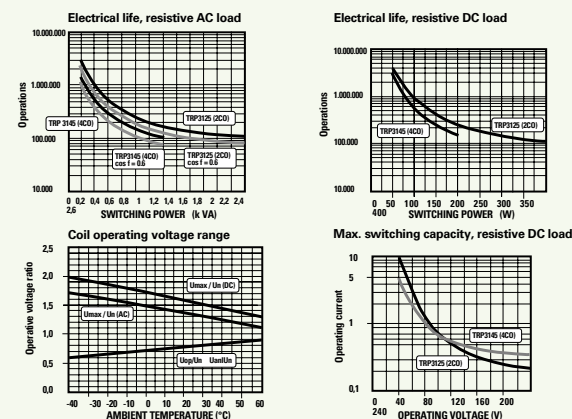 Electrical life, resistive AC load
10.000.000
1.000.000
100.000
10.000
Operations
TRP 3145 (4CO)
TRP3125 (2CO)
TRP3145 (4CO)
cos f = 0.6
TRP3125 (2CO)
cos f = 0.6
0 0,2 0,4 0,6 0,8 1 1,2 1,4 1,6 1,8 2 2,2 2,4
2,6
SWITCHING POWER (k VA)
Electrical life, resistive DC load
10.000.000
1.000.000
100.000
10.000
Operations
TRP3145 (4CO)
TRP3125 (2CO)
0 50 100 150 200 250 300 350
400
SWITCHING POWER (W)
Coil operating voltage range
2,5
2,0
1,5
1,0
0,5
0,0
Operative voltage ratio
Umax / Un (DC)
Umax / Un (AC)
Uop/Un Uan/Un
-40 -30 -20 -10 0 10 20 30 40 50 60
AMBIENT TEMPERATURE (°C)
Max. switching capacity, resistive DC load
10
5
1
0,1
Operating current
TRP3145 (4CO)
TRP3125 (2CO)
0 40 80 120 160 200
240
OPERATING VOLTAGE (V)